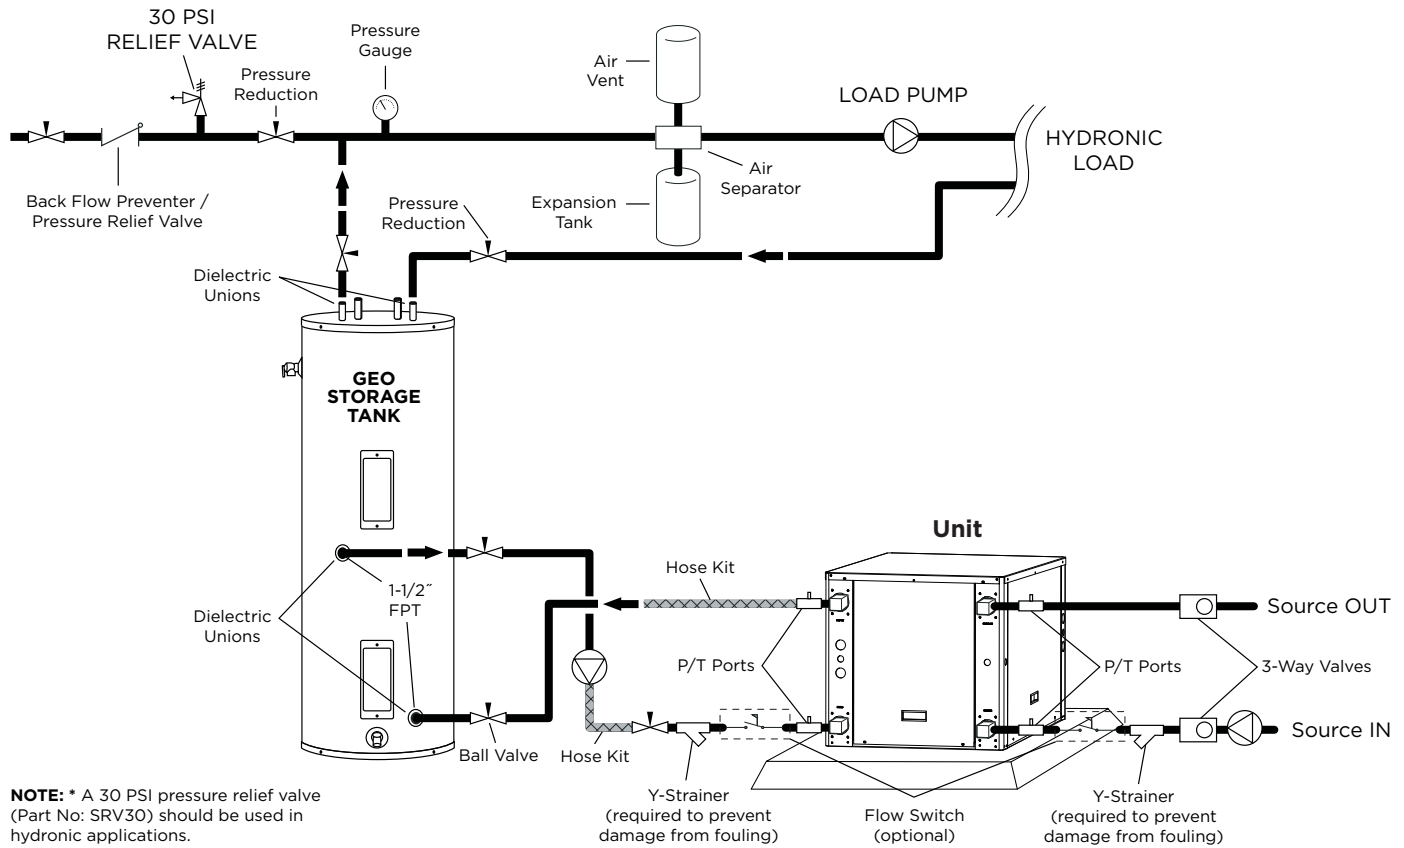 30 PSI
RELIEF VALVE
Pressure
Gauge
Pressure
Reduction
Air
Vent
LOAD PUMP
HYDRONIC
LOAD
Air
Separator
Back Flow Preventer /
Pressure Relief Valve
Pressure
Reduction
Expansion
Tank
Dielectric
Unions
GEO
STORAGE
TANK
Unit
Hose Kit
1-1/2˝
FPT
Dielectric
Unions
Source OUT
P/T Ports
P/T Ports
3-Way Valves
Source IN
Ball Valve
Hose Kit
Y-Strainer
(required to prevent
damage from fouling)
Flow Switch
(optional)
Y-Strainer
(required to prevent
damage from fouling)
NOTE: * A 30 PSI pressure relief valve
(Part No: SRV30) should be used in
hydronic applications.